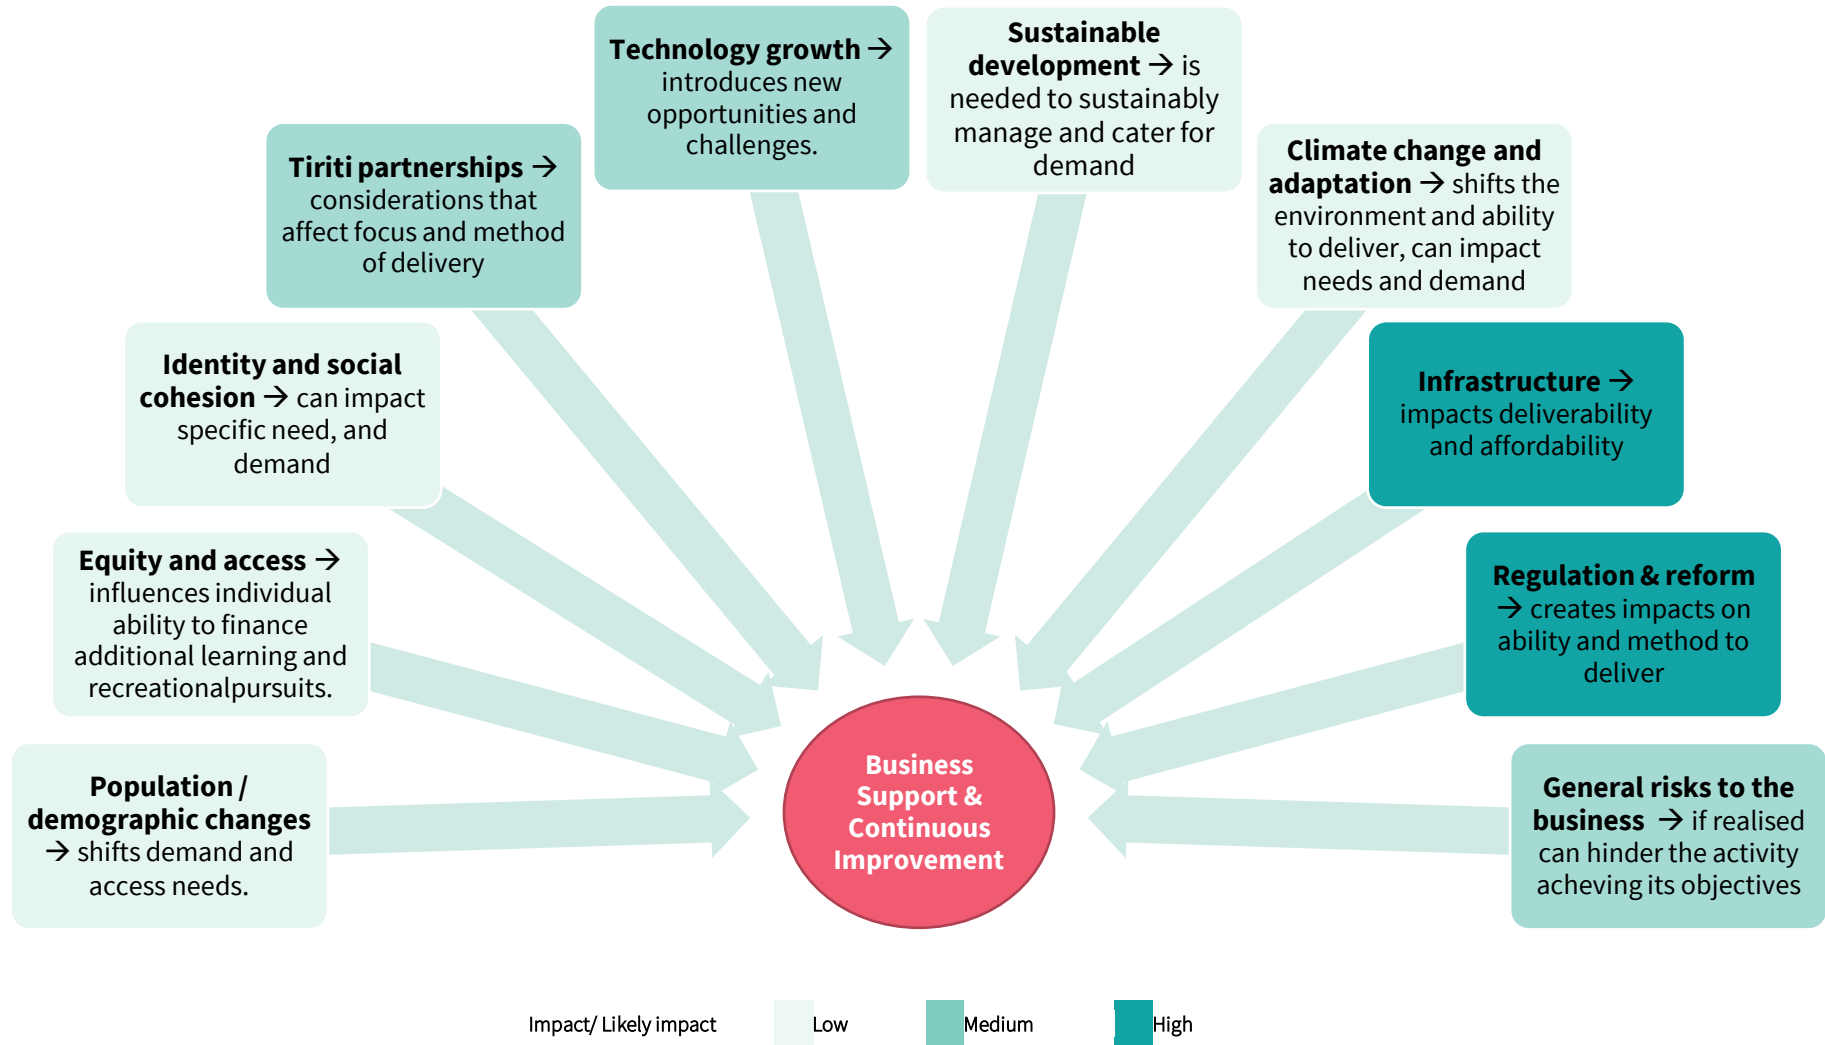 Technology growth →
introduces new
opportunities and
challenges.
Sustainable
development → is
needed to sustainably
manage and cater for
demand
Tiriti partnerships →
considerations that
affect focus and method
of delivery
Climate change and
adaptation → shifts the
environment and ability
to deliver, can impact
needs and demand
Identity and social
cohesion → can impact
specific need, and
demand
Infrastructure →
impacts deliverability
and affordability
Equity and access →
influences individual
ability to finance
additional learning and
recreationalpursuits.
Regulation & reform
→ creates impacts on
ability and method to
deliver
Population /
demographic changes
→ shifts demand and
access needs.
Business
Support &
Continuous
Improvement
General risks to the
business → if realised
can hinder the activity
acheving its objectives
Impact/ Likely impact
Low
Medium
High